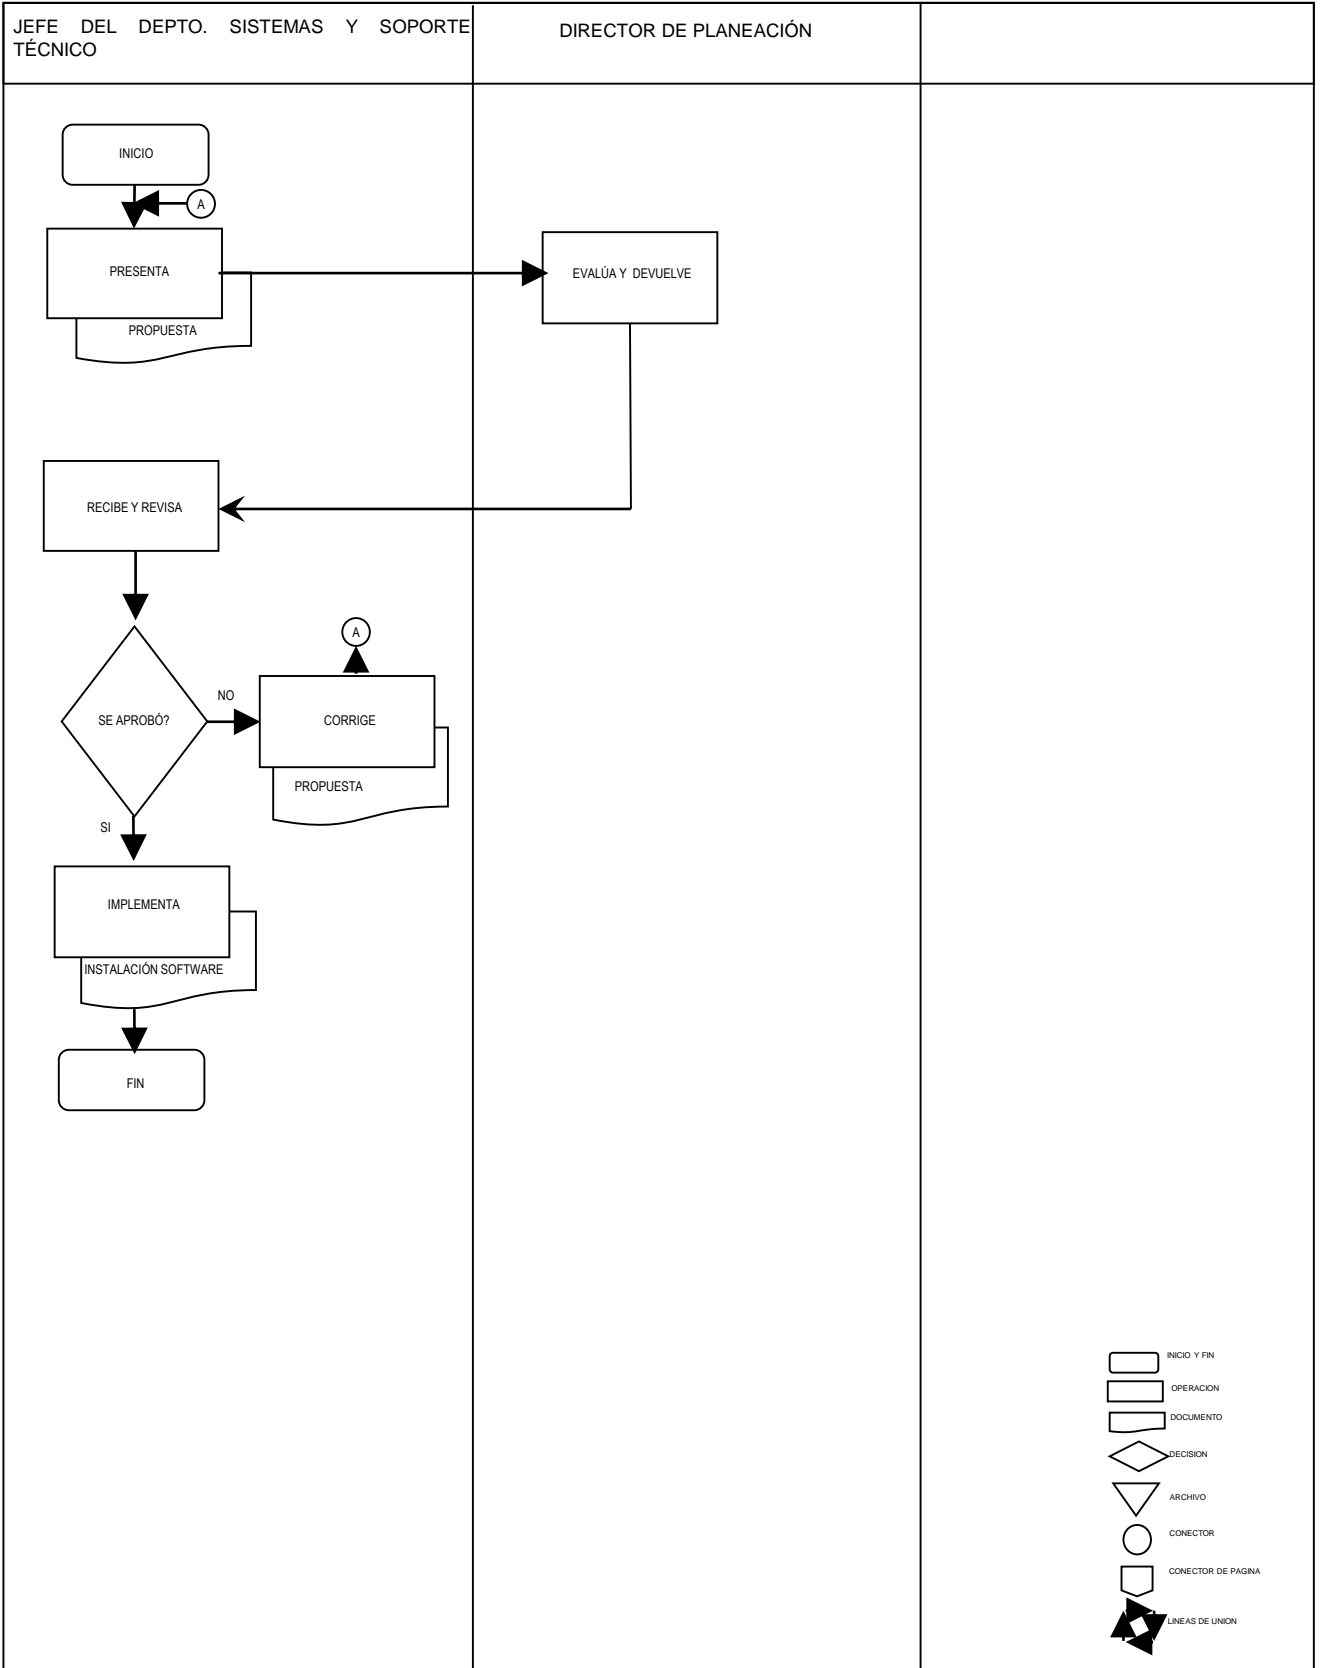 JEFE DEL DEPTO. SISTEMAS Y SOPORTE
TÉCNICO
DIRECTOR DE PLANEACIÓN
INICIO
A
PRESENTA
PROPUESTA
EVALÚA Y DEVUELVE
RECIBE Y REVISA
A
SE APROBÓ?
NO
CORRIGE
PROPUESTA
SI
IMPLEMENTA
INSTALACIÓN SOFTWARE
FIN
INICIO Y FIN
OPERACION
DOCUMENTO
DECISION
ARCHIVO
CONECTOR
CONECTOR DE PAGINA
LINEAS DE UNION